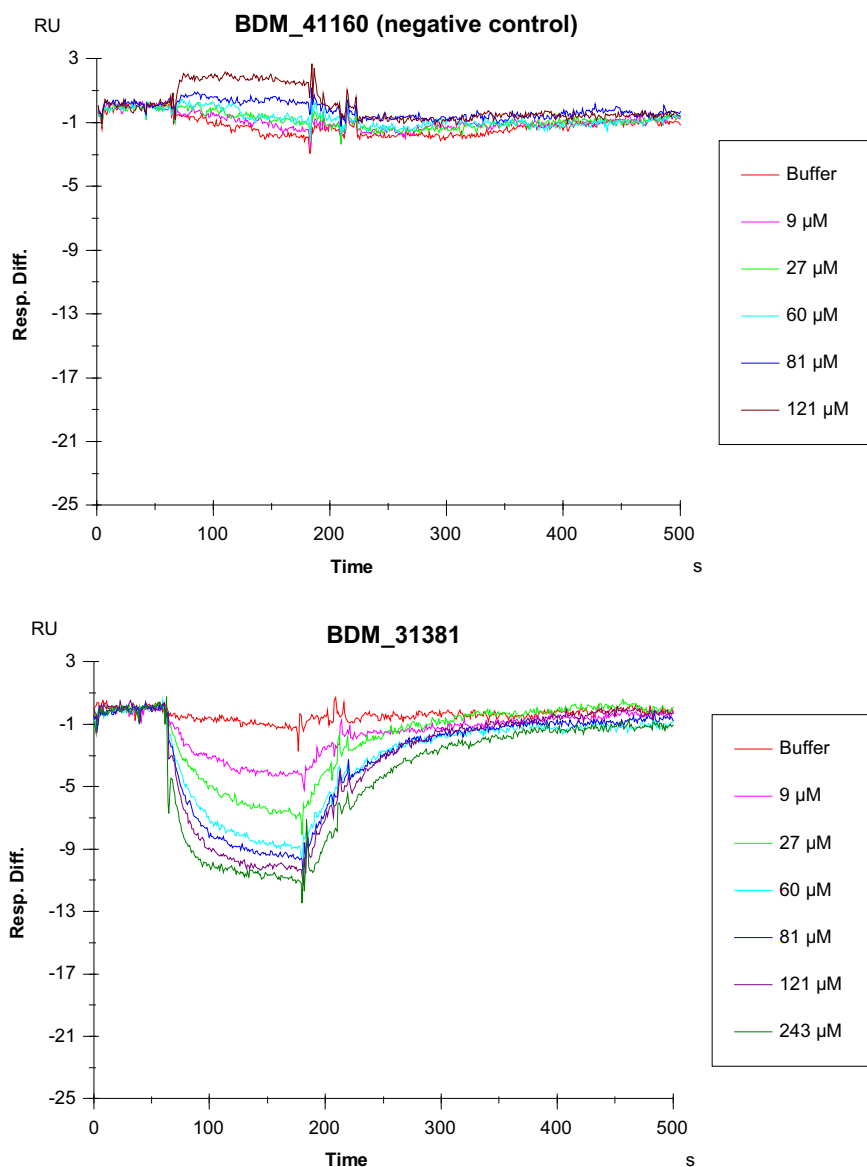 RU
BDM_41160 (negative control)
3
-1
-5
-9
-13
-17
-21
-25
Resp. Diff.
0
100
200
300
400
500
Time
s
Buffer
9 µM
27 µM
60 µM
81 µM
121 µM
RU
BDM_31381
3
-1
-5
-9
-13
-17
-21
-25
Resp. Diff.
0
100
200
300
400
500
Time
s
Buffer
9 µM
27 µM
60 µM
81 µM
121 µM
243 µM